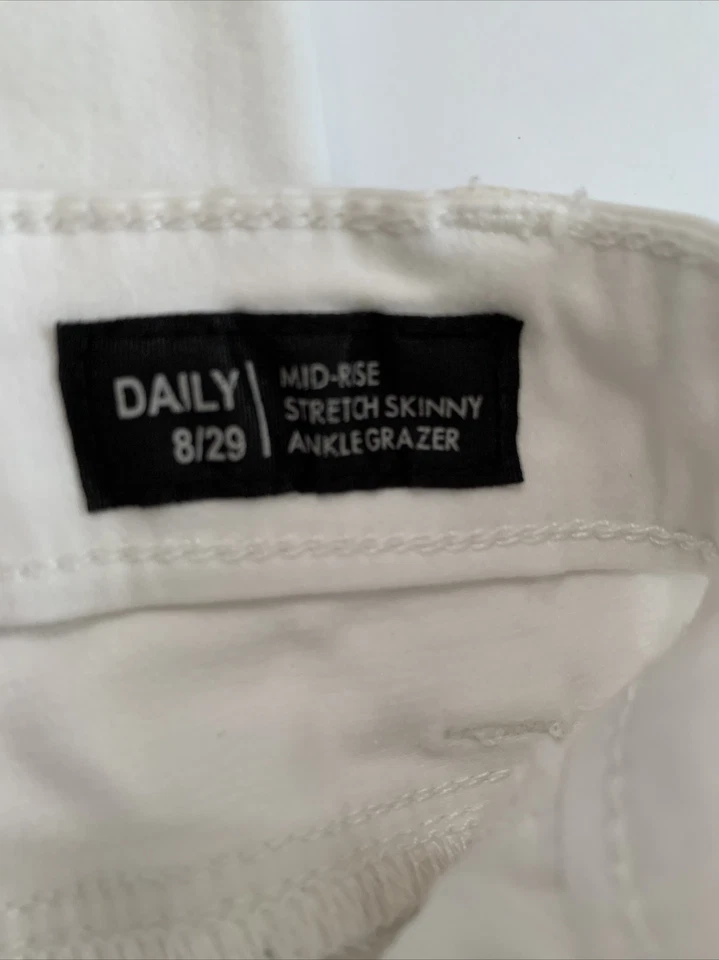 DAILY
8/29
MID-RISE
STRETCH SKINNY
ANKLEGRAZER